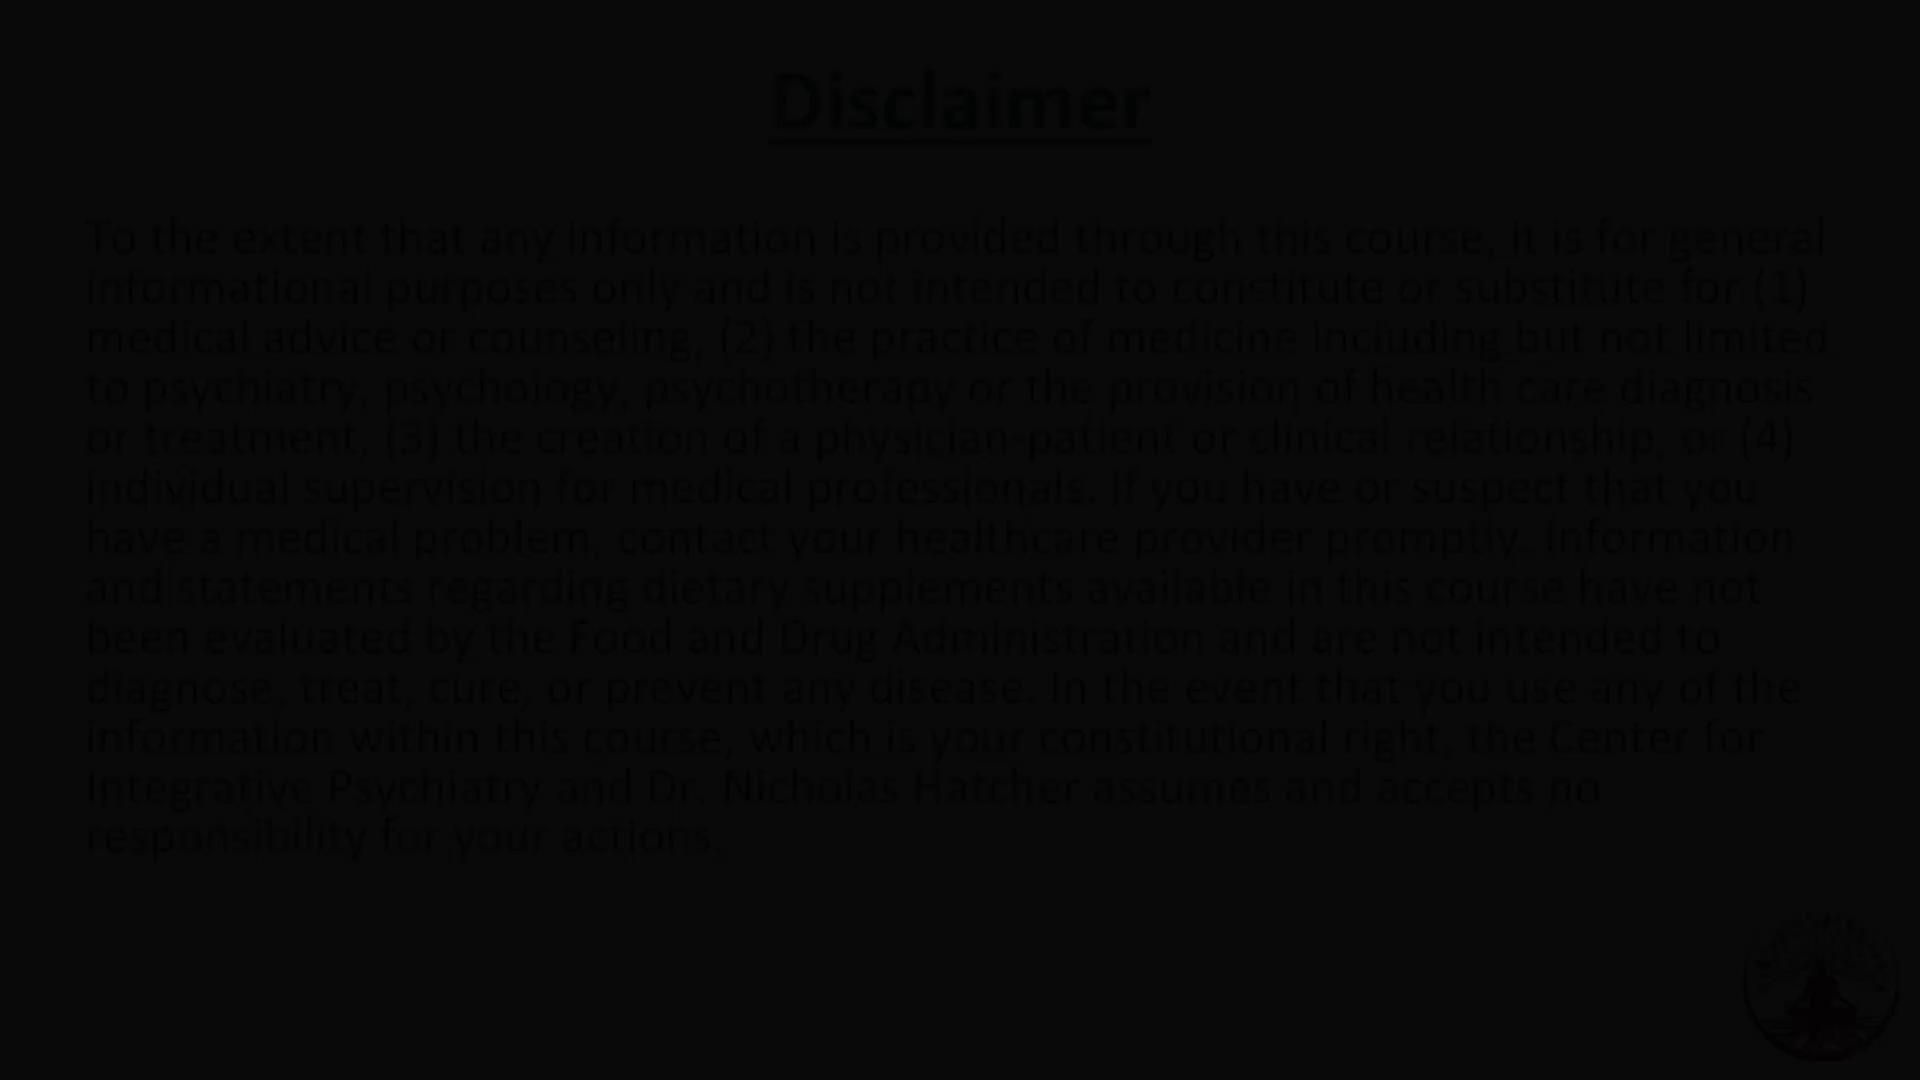 Disclaimer
To the extent that any information is provided through this course, it is for general
informational purposes only and is not intended to constitute or substitute for (1)
medical advice or counseling, (2) the practice of medicine including but not limited
to psychiatry, psychology, psychotherapy or the provision of health care diagnosis
or treatment, (3) the creation of a physician-patient or clinical relationship, or (4)
individual supervision for medical professionals. If you have or suspect that you
have a medical problem, contact your healthcare provider promptly. Information
and statements regarding dietary supplements available in this course have not
been evaluated by the Food and Drug Administration and are not intended to
diagnose, treat, cure, or prevent any disease. In the event that you use any of the
information within this course, which is your constitutional right, the Center for
Integrative Psychiatry and Dr. Nicholas Hatcher assumes and accepts no
responsibility for your actions.